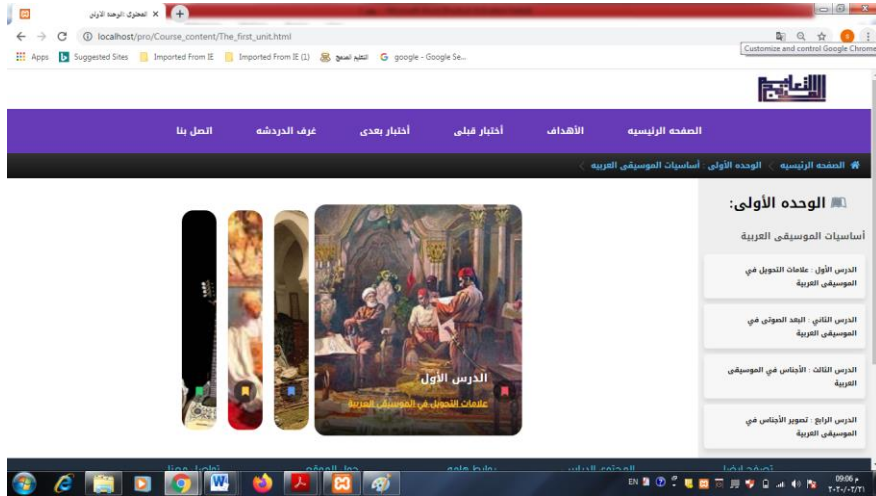 المحتوى الوحدة الأولى
localhost/pro/Course_content/The_first_unit.html
Customize and control Google Chrome
Apps
Suggested Sites
Imported From IE
Imported From IE (1)
google - Google Se...
الصفحه الرئيسيه
الأهداف
أختبار قبلى
أختبار بعدى
غرف الدردشه
اتصل بنا
الصفحه الرئيسيه
الوحده الأولى : أساسيات الموسيقى العربيه
الوحده الأولى:
أساسيات الموسيقى العربية
الدرس الأول : علامات التحويل في
الموسيقى العربية
الدرس الثاني : البعد الصوتى في
الموسيقى العربية
الدرس الثالث : الأجناس في الموسيقى
العربية
الدرس الرابع : تصوير الأجناس في
الموسيقى العربية
الدرس الأول
علامات التحويل في الموسيقى العربية
EN
09:06 م